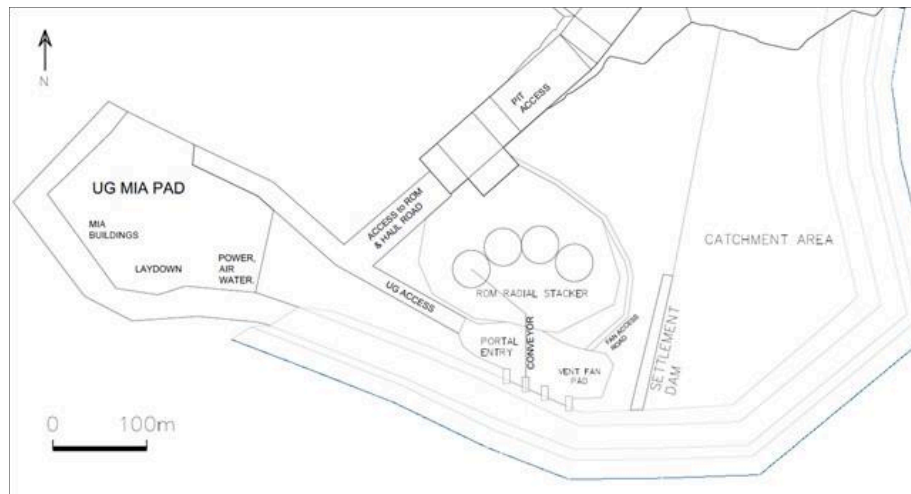 N
PIT
ACCESS
UG MIA PAD
MIA
BUILDINGS
LAYDOWN
POWER,
AIR
WATER.
ACCESS to ROM
& HAUL ROAD
UG ACCESS
ROM RADIAL STACKER
CATCHMENT AREA
PORTAL
ENTRY
CONVEYOR
FAN ACCESS
ROAD
VENT FAN
PAD
SETTLEMENT
DAM
0 100m